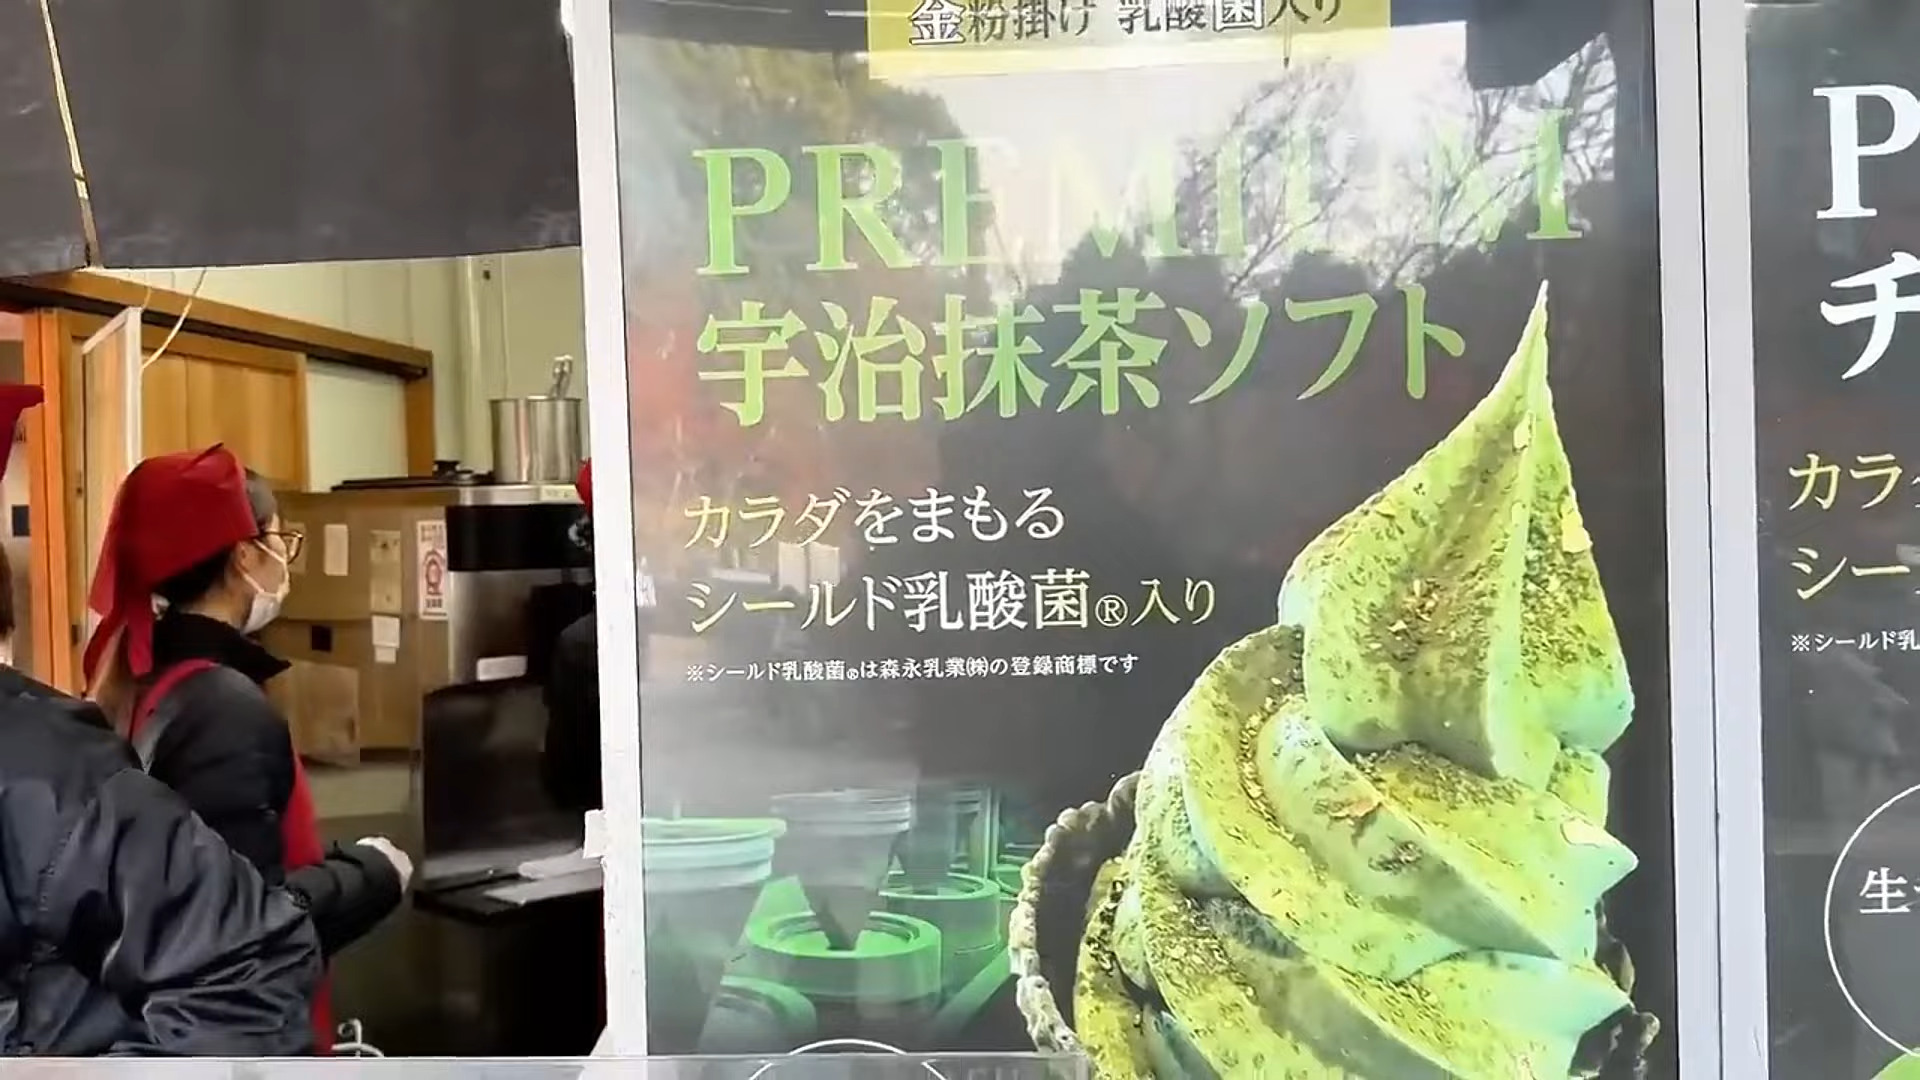 金粉掛け 乳酸菌入り
PREMIUM
宇治抹茶ソフト
カラダをまもる
シールド乳酸菌®入り
※シールド乳酸菌®は森永乳業㈱の登録商標です
P
チ
カラ
シー
※シールド乳
生